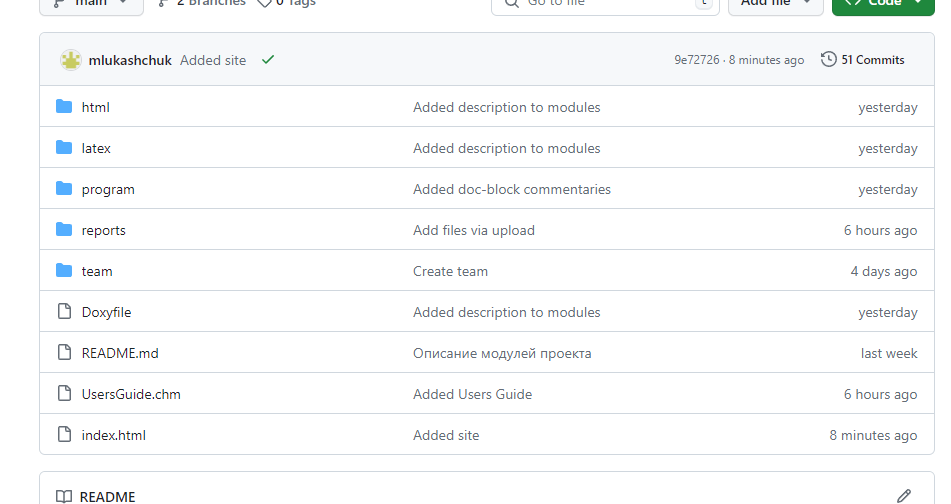 main 2 Branches 0 Tags Go to file t Add file Code
mlukashchuk Added site 9e72726 · 8 minutes ago 51 Commits
html Added description to modules yesterday
latex Added description to modules yesterday
program Added doc-block commentaries yesterday
reports Add files via upload 6 hours ago
team Create team 4 days ago
Doxyfile Added description to modules yesterday
README.md Описание модулей проекта last week
UsersGuide.chm Added Users Guide 6 hours ago
index.html Added site 8 minutes ago
README